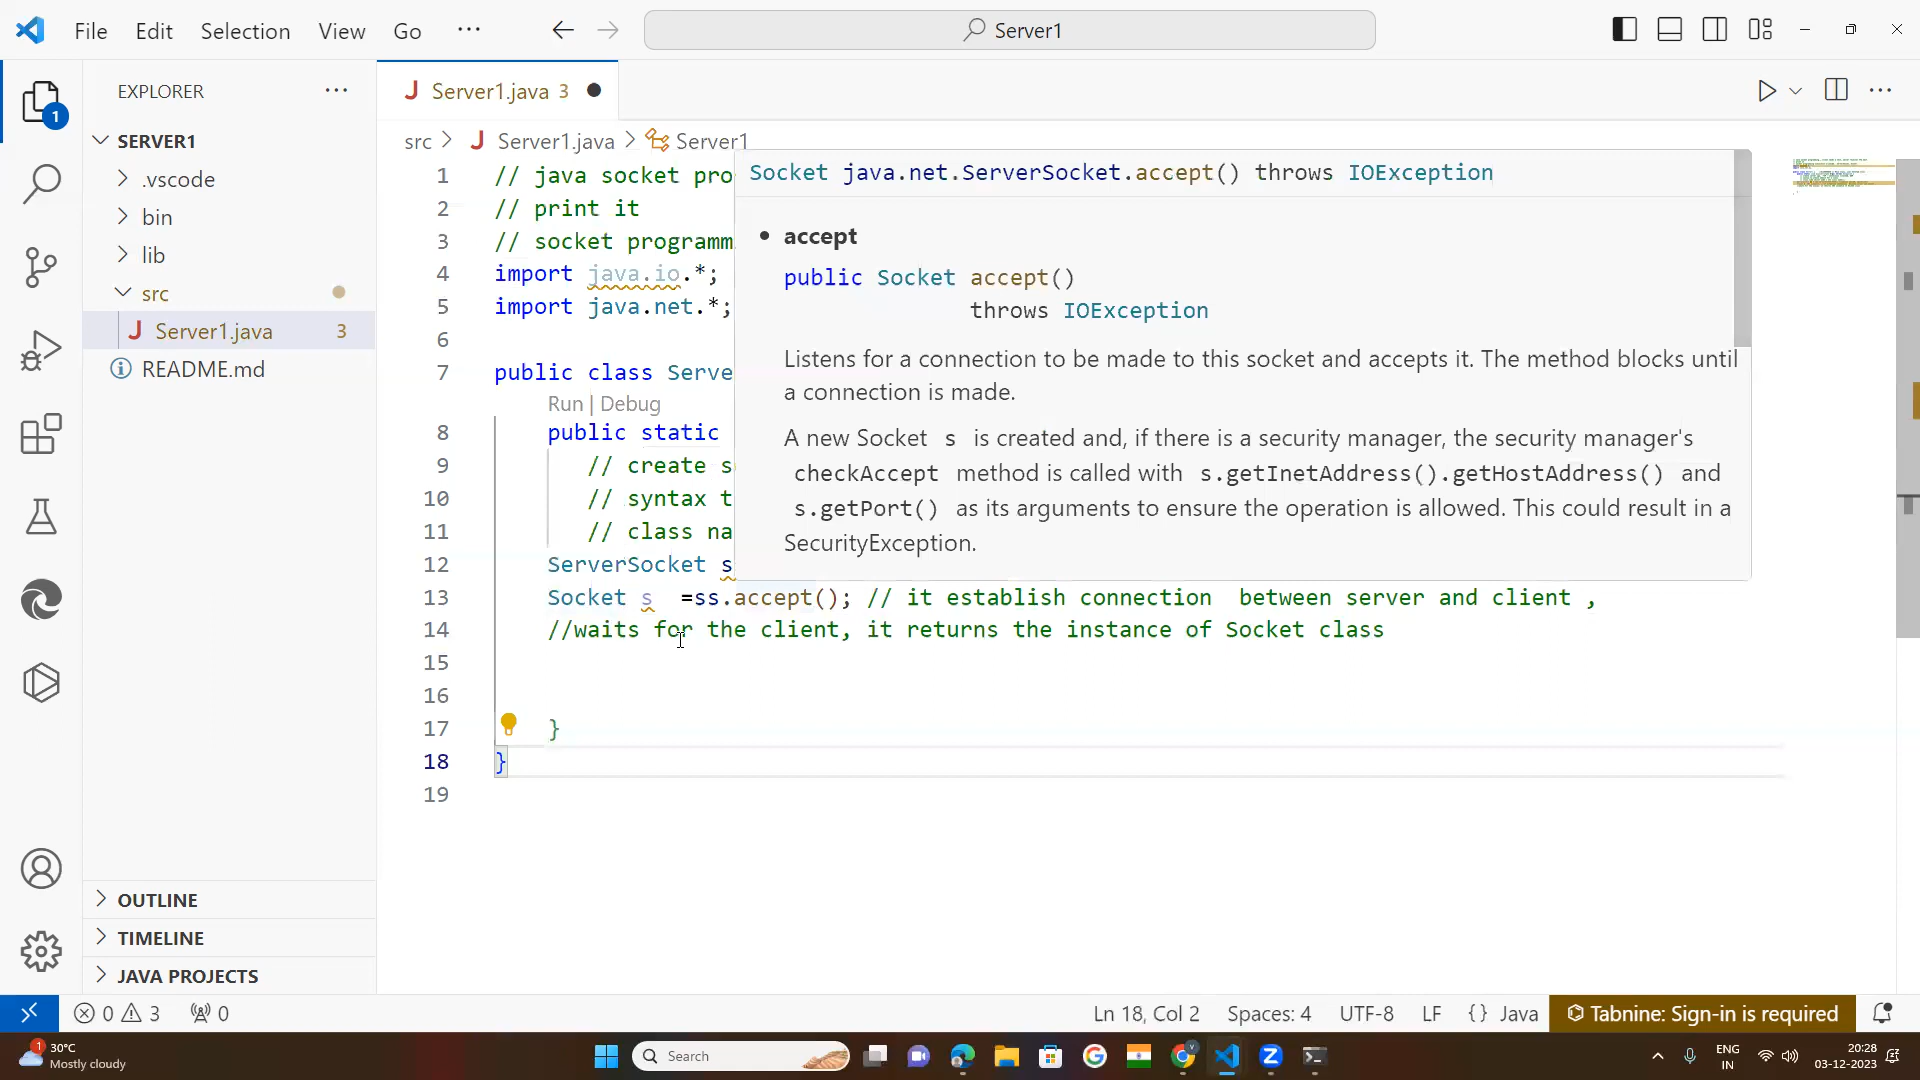 File Edit Selection View Go ··· Server1
EXPLORER ···
SERVER1
.vscode
bin
lib
src
Server1.java 3
README.md
OUTLINE
TIMELINE
JAVA PROJECTS
1
Server1.java 3
src > Server1.java > Server1
1 // java socket pro
2 // print it
3 // socket programm
4 import java.io.*;
5 import java.net.*;
6
7 public class Serve
Run | Debug
8 public static
9 // create s
10 // syntax t
11 // class na
12 ServerSocket s
13 Socket s =ss.accept(); // it establish connection between server and client ,
14 //waits for the client, it returns the instance of Socket class
15
16
17 }
18 }
19
Socket java.net.ServerSocket.accept() throws IOException
• accept
public Socket accept()
throws IOException
Listens for a connection to be made to this socket and accepts it. The method blocks until
a connection is made.
A new Socket s is created and, if there is a security manager, the security manager's
checkAccept method is called with s.getInetAddress().getHostAddress() and
s.getPort() as its arguments to ensure the operation is allowed. This could result in a
SecurityException.
0 3 0 Ln 18, Col 2 Spaces: 4 UTF-8 LF {} Java Tabnine: Sign-in is required
1 30°C
Mostly cloudy
Search
ENG
IN
20:28
03-12-2023